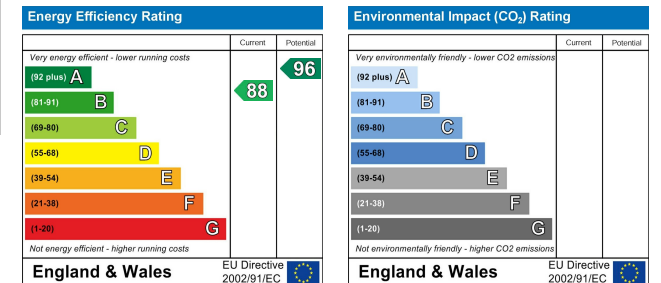 Energy Efficiency Rating
Current Potential
Very energy efficient - lower running costs
(92 plus) A
(81-91) B
(69-80) C
(55-68) D
(39-54) E
(21-38) F
(1-20) G
88
96
Not energy efficient - higher running costs
England & Wales
EU Directive
2002/91/EC
Environmental Impact (CO₂) Rating
Current Potential
Very environmentally friendly - lower CO2 emissions
(92 plus) A
(81-91) B
(69-80) C
(55-68) D
(39-54) E
(21-38) F
(1-20) G
Not environmentally friendly - higher CO2 emissions
England & Wales
EU Directive
2002/91/EC